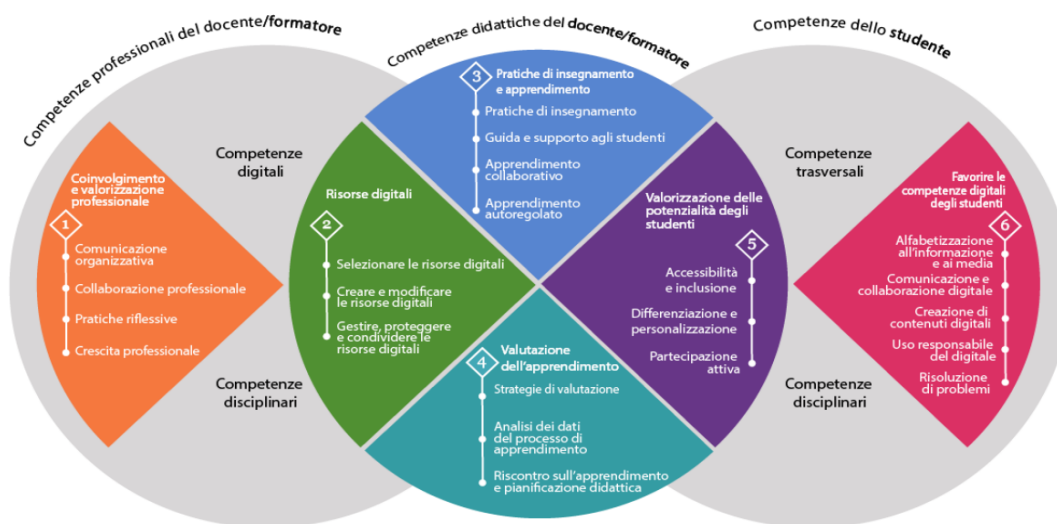 Competenze professionali del docente/formatore
Competenze didattiche del docente/formatore
Competenze dello studente
Competenze
digitali
Competenze
disciplinari
Coinvolgimento
e valorizzazione
professionale
1
Comunicazione
organizzativa
Collaborazione professionale
Pratiche riflessive
Crescita professionale
Risorse digitali
2
Selezionare le risorse digitali
Creare e modificare
le risorse digitali
Gestire, proteggere
e condividere le
risorse digitali
3
Pratiche di insegnamento
e apprendimento
Pratiche di insegnamento
Guida e supporto agli studenti
Apprendimento
collaborativo
Apprendimento
autoregolato
4
Valutazione
dell'apprendimento
Strategie di valutazione
Analisi dei dati
del processo di
apprendimento
Riscontro sull'apprendimento
e pianificazione didattica
Valorizzazione delle
potenzialità degli
studenti
5
Accessibilità
e inclusione
Differenziazione e
personalizzazione
Partecipazione
attiva
Competenze
trasversali
Competenze
disciplinari
Favorire le
competenze digitali
degli studenti
6
Alfabetizzazione
all'informazione
e ai media
Comunicazione e
collaborazione digitale
Creazione di
contenuti digitali
Uso responsabile
del digitale
Risoluzione
di problemi